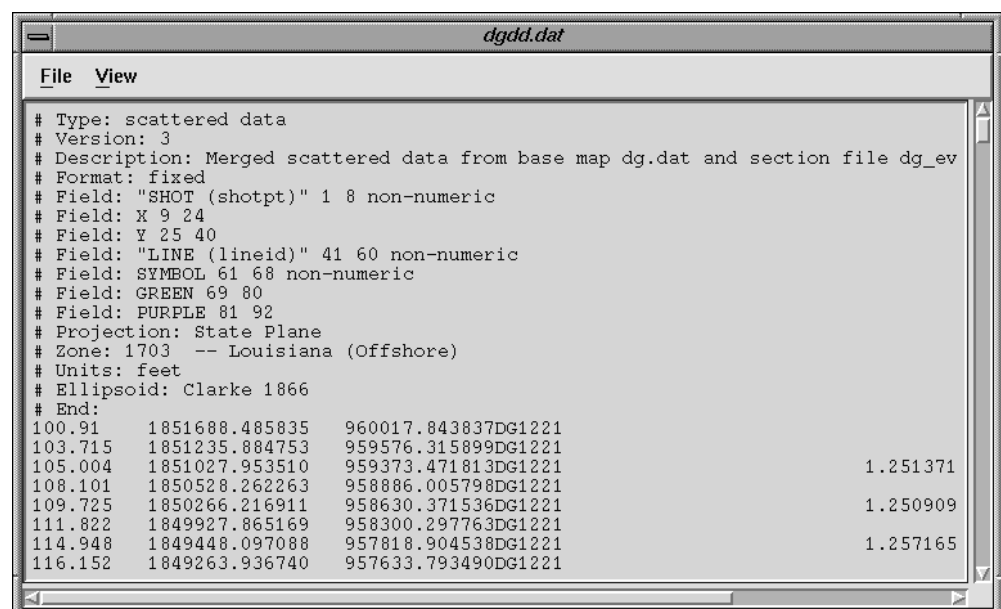 dgdd.dat
File View
# Type: scattered data
# Version: 3
# Description: Merged scattered data from base map dg.dat and section file dg_ev
# Format: fixed
# Field: "SHOT (shotpt)" 1 8 non-numeric
# Field: X 9 24
# Field: Y 25 40
# Field: "LINE (lineid)" 41 60 non-numeric
# Field: SYMBOL 61 68 non-numeric
# Field: GREEN 69 80
# Field: PURPLE 81 92
# Projection: State Plane
# Zone: 1703  -- Louisiana (Offshore)
# Units: feet
# Ellipsoid: Clarke 1866
# End:
100.91    1851688.485835   960017.843837DG1221
103.715   1851235.884753   959576.315899DG1221
105.004   1851027.953510   959373.471813DG1221                              1.251371
108.101   1850528.262263   958886.005798DG1221
109.725   1850266.216911   958630.371536DG1221                              1.250909
111.822   1849927.865169   958300.297763DG1221
114.948   1849448.097088   957818.904538DG1221                              1.257165
116.152   1849263.936740   957633.793490DG1221